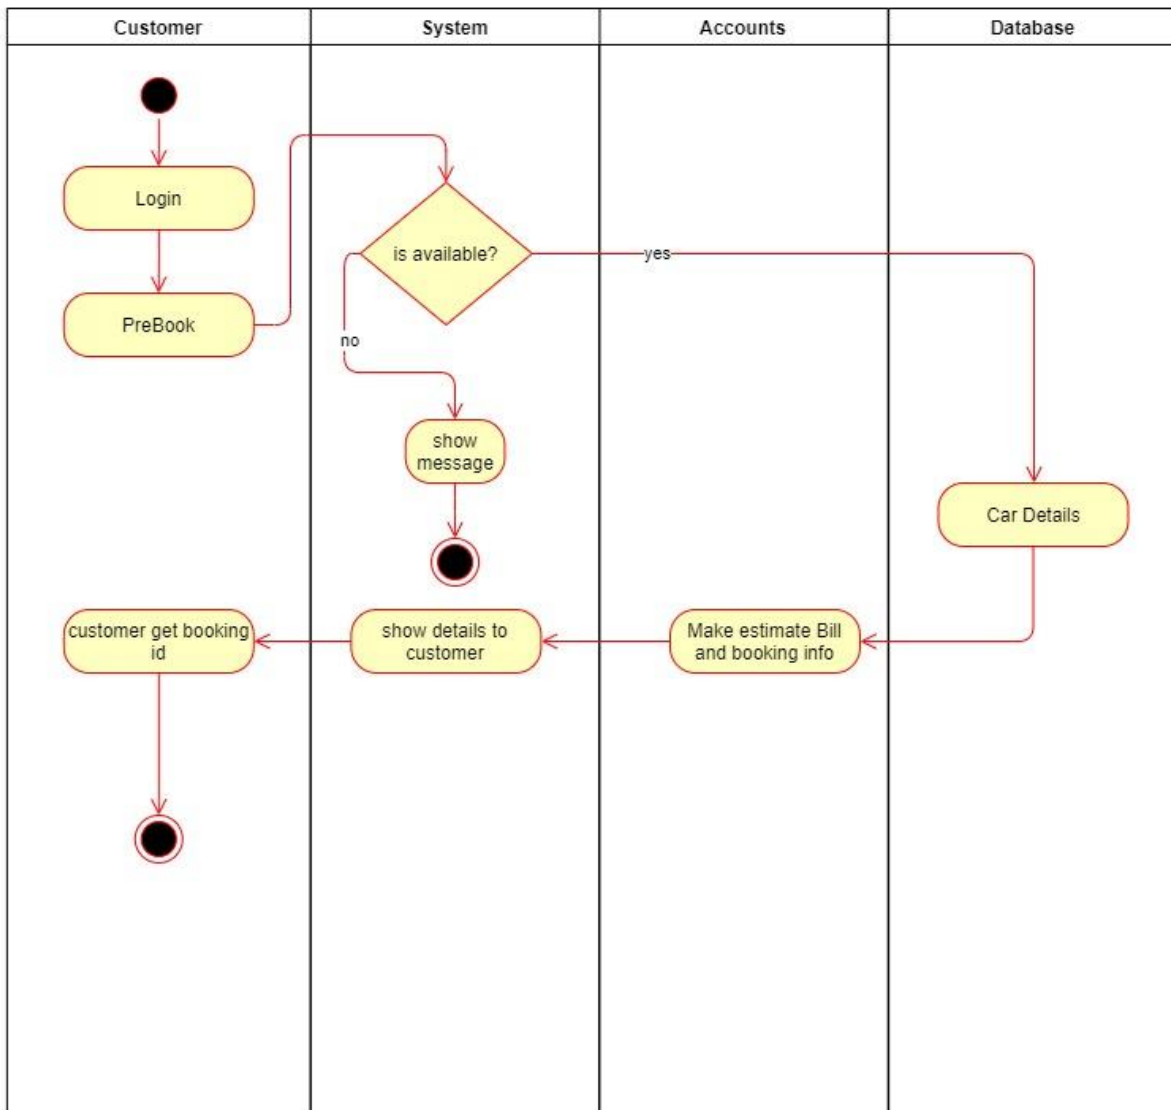 Customer
System
Accounts
Database
Login
is available?
yes
PreBook
no
show
message
Car Details
customer get booking
id
show details to
customer
Make estimate Bill
and booking info